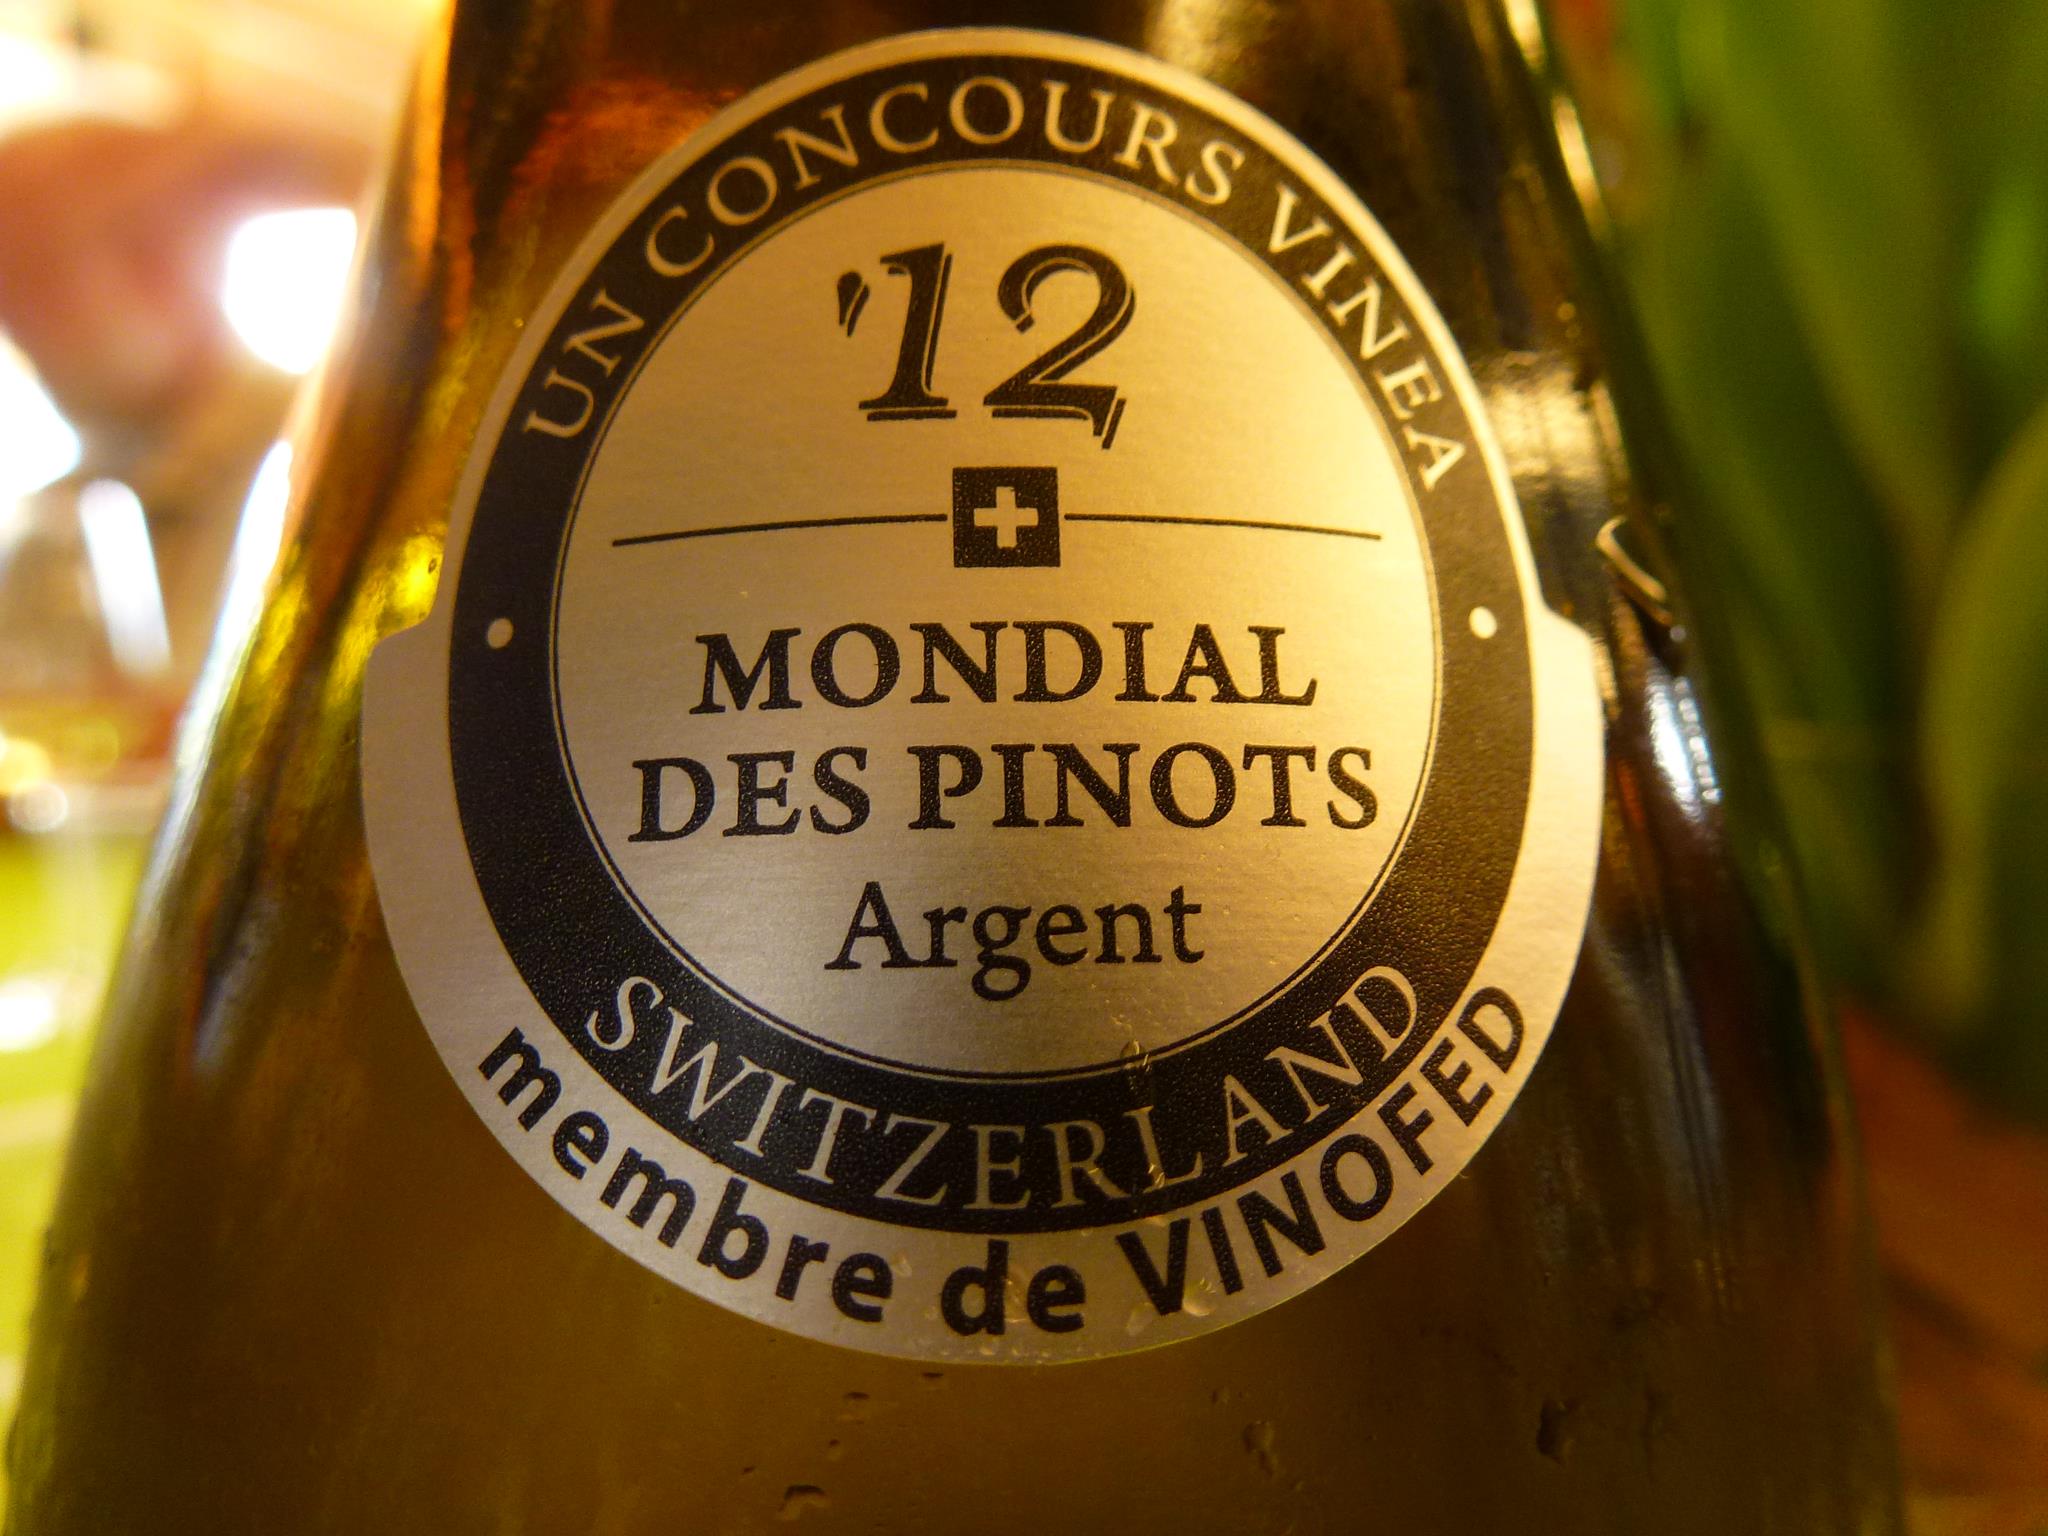 UN CONCOURS VINEA
'12
MONDIAL
DES PINOTS
Argent
SWITZERLAND
membre de VINOFED